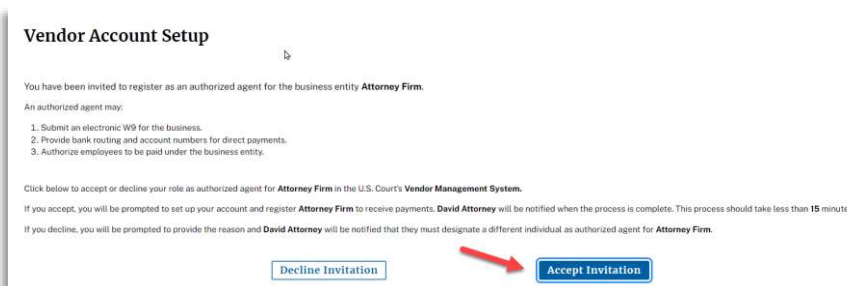 Vendor Account Setup
You have been invited to register as an authorized agent for the business entity Attorney Firm.
An authorized agent may:
1. Submit an electronic W9 for the business.
2. Provide bank routing and account numbers for direct payments.
3. Authorize employees to be paid under the business entity.
Click below to accept or decline your role as authorized agent for Attorney Firm in the U.S. Court's Vendor Management System.
If you accept, you will be prompted to set up your account and register Attorney Firm to receive payments. David Attorney will be notified when the process is complete. This process should take less than 15 minute
If you decline, you will be prompted to provide the reason and David Attorney will be notified that they must designate a different individual as authorized agent for Attorney Firm.
Decline Invitation
Accept Invitation